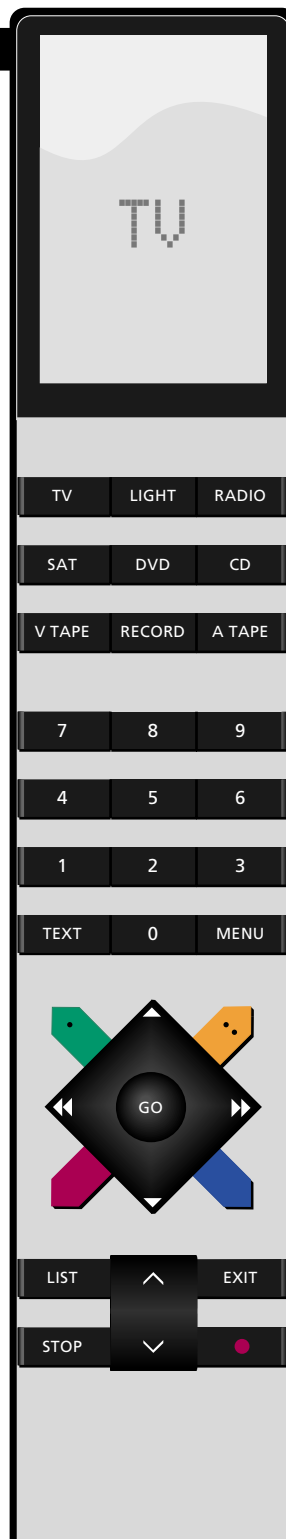 TV
TV LIGHT RADIO
SAT DVD CD
V TAPE RECORD A TAPE
7 8 9
4 5 6
1 2 3
TEXT 0 MENU
GO
LIST EXIT
STOP